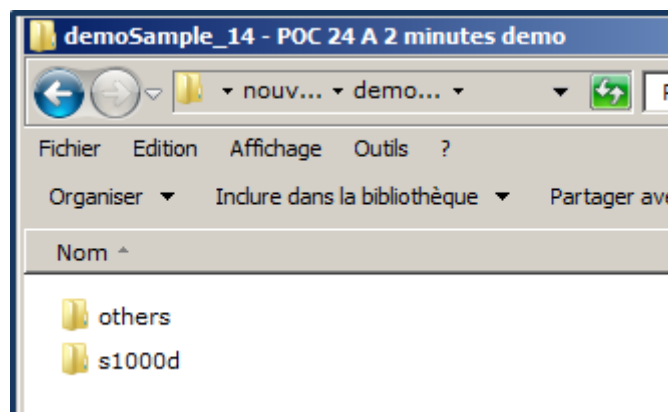 demoSample_14 - POC 24 A 2 minutes demo
nouv... demo...
Fichier Edition Affichage Outils ?
Organiser Inclure dans la bibliothèque Partager ave
Nom
others
s1000d